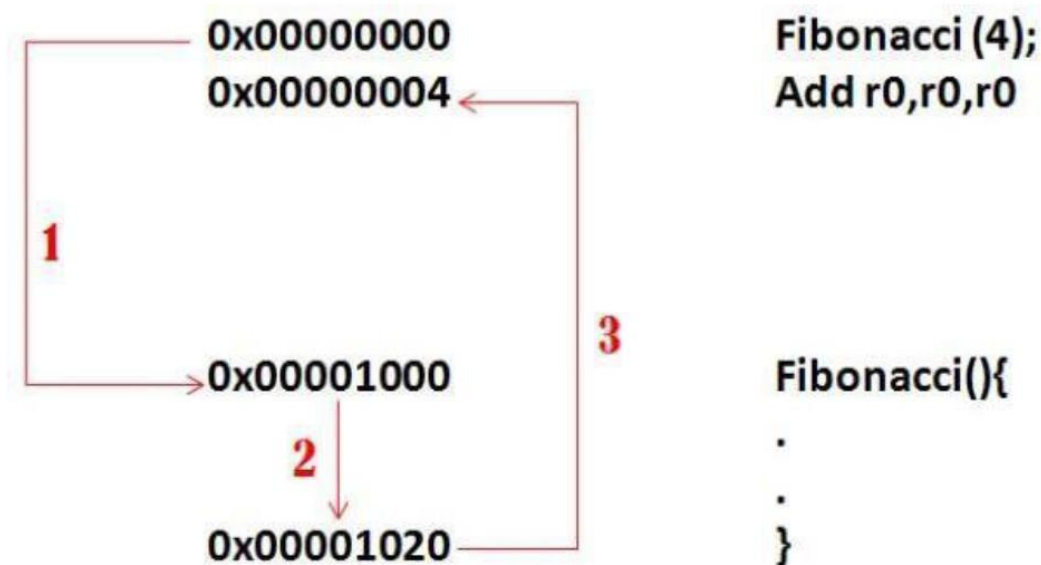 0x00000000 Fibonacci (4);
0x00000004 Add r0,r0,r0
1
3
0x00001000 Fibonacci(){
.
2
.
0x00001020 }